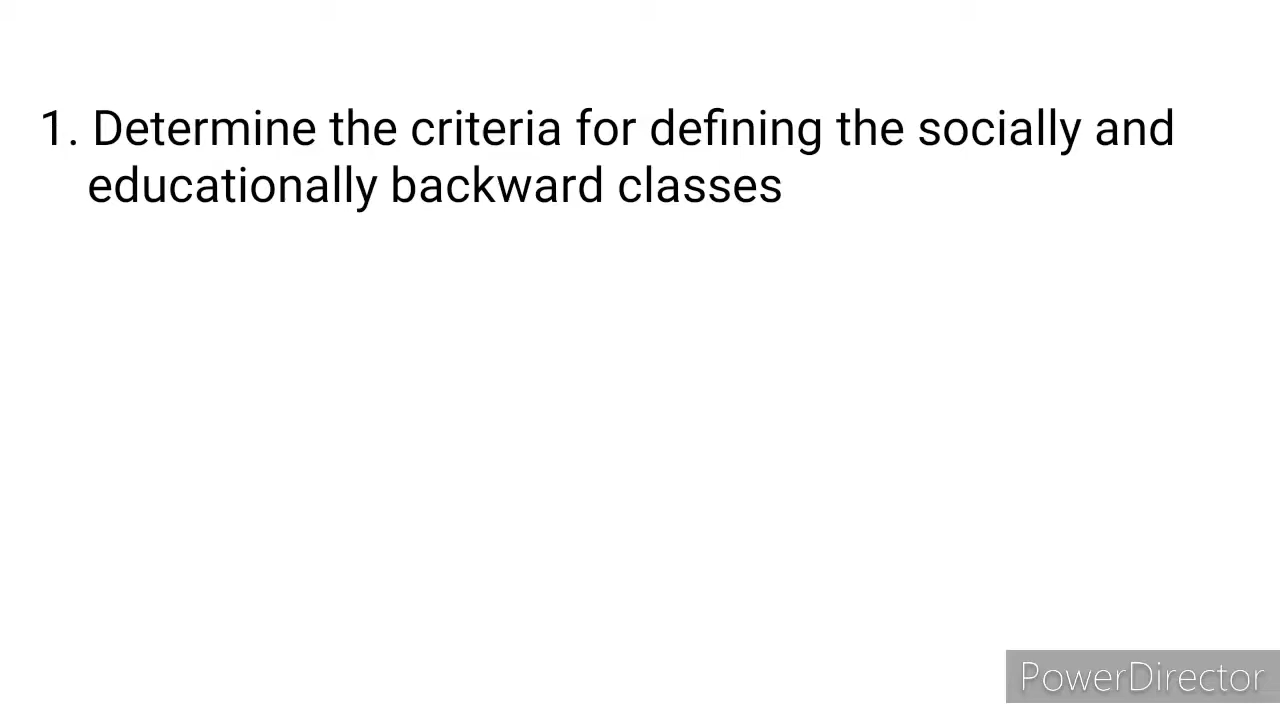 1. Determine the criteria for defining the socially and
educationally backward classes
PowerDirector